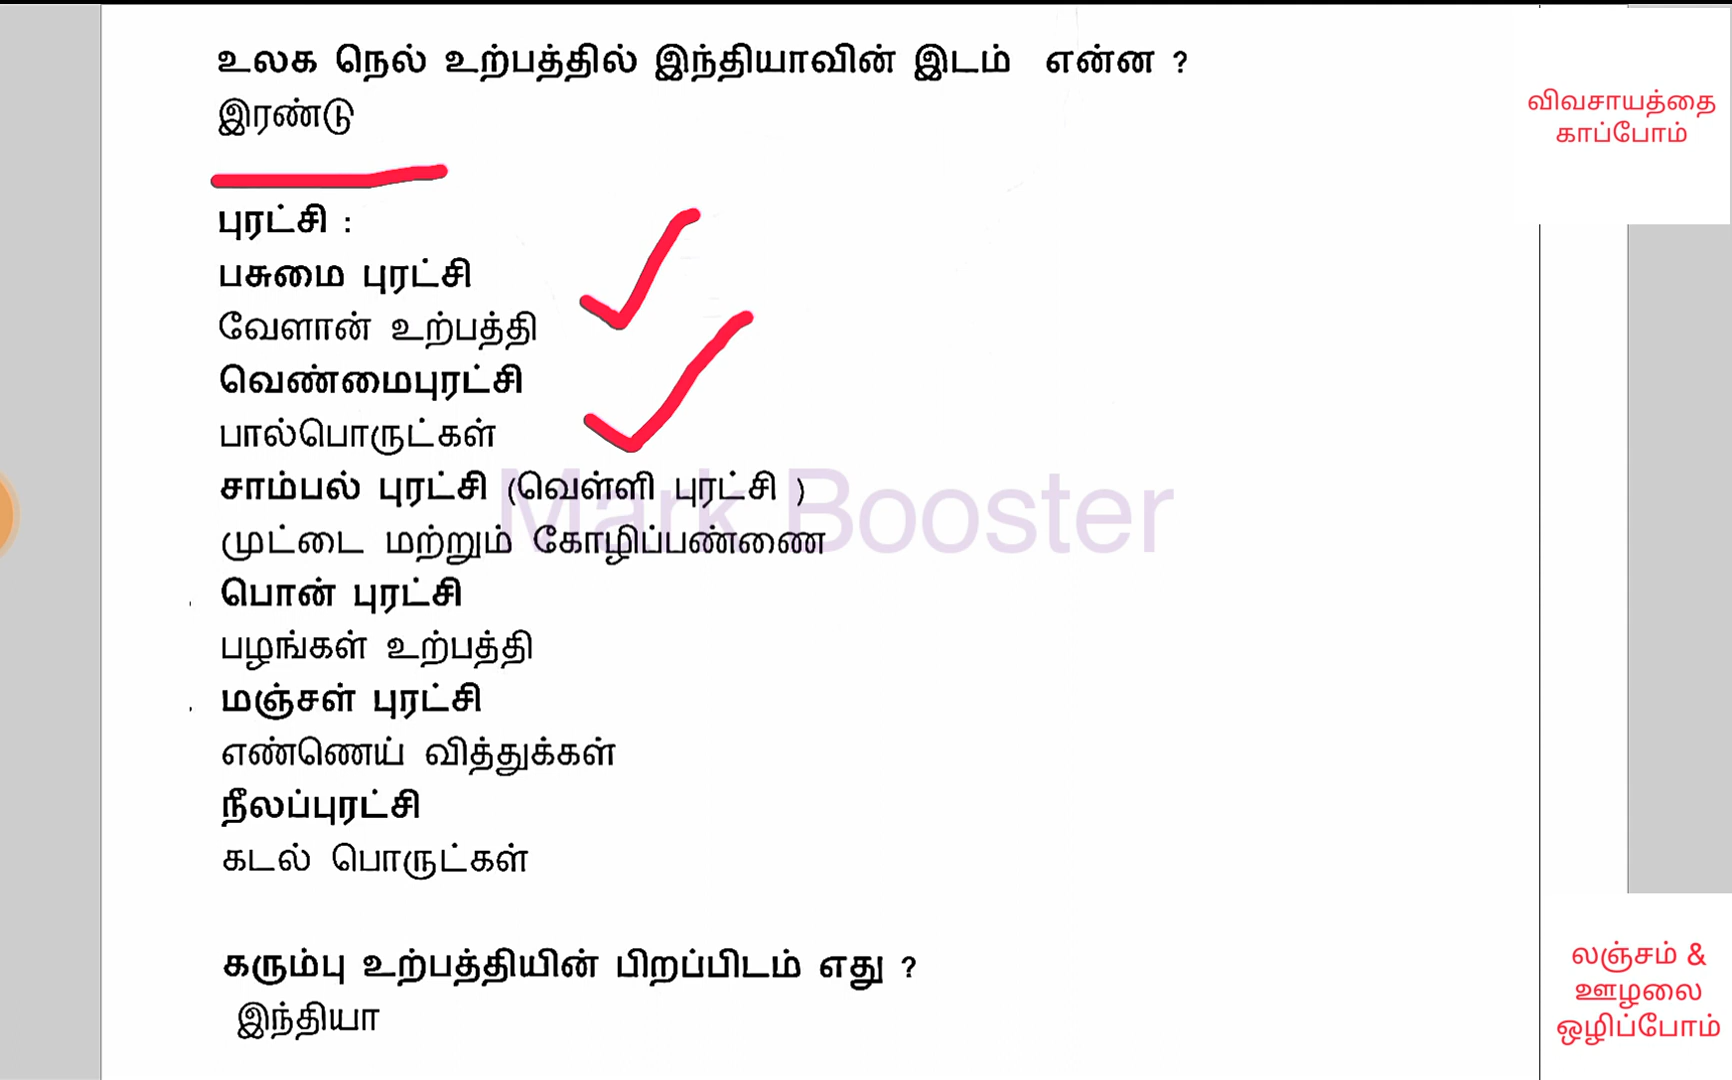 உலக நெல் உற்பத்தில் இந்தியாவின் இடம் என்ன ?
இரண்டு
விவசாயத்தை
காப்போம்
புரட்சி :
பசுமை புரட்சி
வேளான் உற்பத்தி
வெண்மைபுரட்சி
பால்பொருட்கள்
சாம்பல் புரட்சி (வெள்ளி புரட்சி )
Mark Booster
முட்டை மற்றும் கோழிப்பண்ணை
பொன் புரட்சி
பழங்கள் உற்பத்தி
மஞ்சள் புரட்சி
எண்ணெய் வித்துக்கள்
நீலப்புரட்சி
கடல் பொருட்கள்
கரும்பு உற்பத்தியின் பிறப்பிடம் எது ?
இந்தியா
லஞ்சம் &
ஊழலை
ஒழிப்போம்